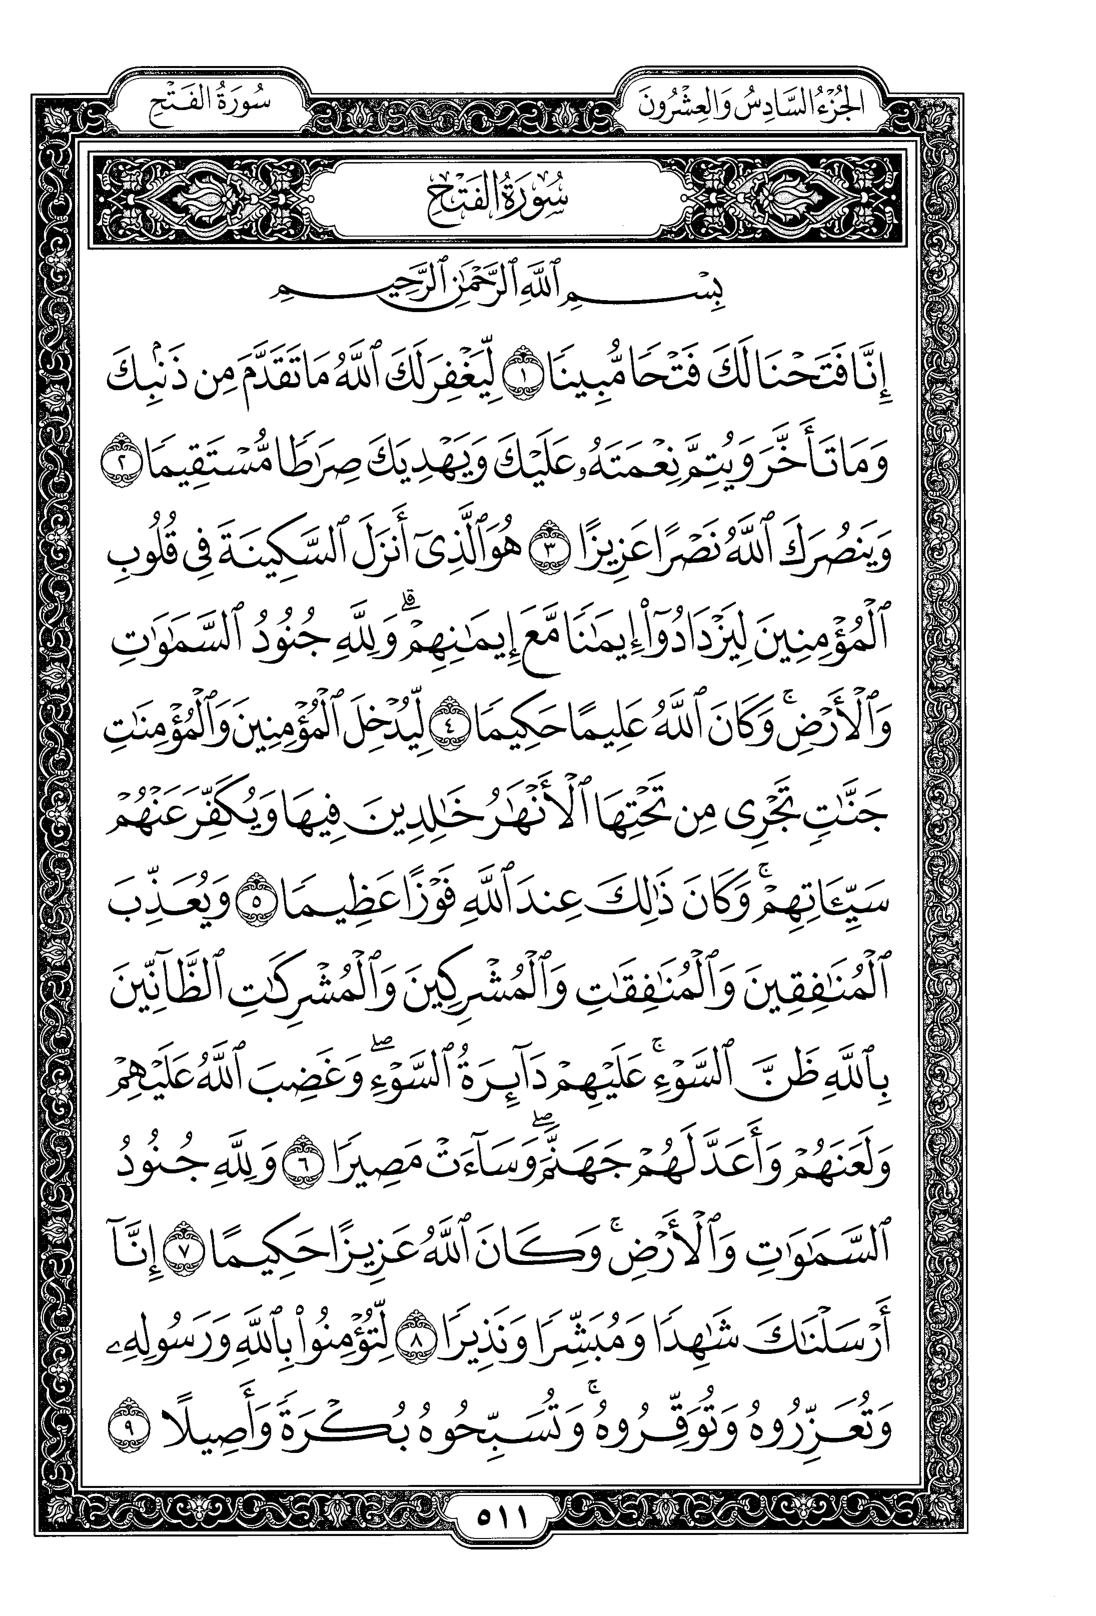 الجُزْءُ السَّادِسُ وَالعِشْرُونَ
سُورَةُ الفَتْحِ
سُورَةُ الفَتْحِ
بِسْمِ ٱللَّهِ ٱلرَّحْمَٰنِ ٱلرَّحِيمِ
إِنَّا فَتَحْنَا لَكَ فَتْحًا مُّبِينًا ١ لِّيَغْفِرَ لَكَ ٱللَّهُ مَا تَقَدَّمَ مِن ذَنۢبِكَ
وَمَا تَأَخَّرَ وَيُتِمَّ نِعْمَتَهُۥ عَلَيْكَ وَيَهْدِيَكَ صِرَٰطًا مُّسْتَقِيمًا ٢
وَيَنصُرَكَ ٱللَّهُ نَصْرًا عَزِيزًا ٣ هُوَ ٱلَّذِىٓ أَنزَلَ ٱلسَّكِينَةَ فِى قُلُوبِ
ٱلْمُؤْمِنِينَ لِيَزْدَادُوٓا۟ إِيمَٰنًا مَّعَ إِيمَٰنِهِمْ ۗ وَلِلَّهِ جُنُودُ ٱلسَّمَٰوَٰتِ
وَٱلْأَرْضِ ۚ وَكَانَ ٱللَّهُ عَلِيمًا حَكِيمًا ٤ لِّيُدْخِلَ ٱلْمُؤْمِنِينَ وَٱلْمُؤْمِنَٰتِ
جَنَّٰتٍ تَجْرِى مِن تَحْتِهَا ٱلْأَنْهَٰرُ خَٰلِدِينَ فِيهَا وَيُكَفِّرَ عَنْهُمْ
سَيِّـَٔاتِهِمْ ۚ وَكَانَ ذَٰلِكَ عِندَ ٱللَّهِ فَوْزًا عَظِيمًا ٥ وَيُعَذِّبَ
ٱلْمُنَٰفِقِينَ وَٱلْمُنَٰفِقَٰتِ وَٱلْمُشْرِكِينَ وَٱلْمُشْرِكَٰتِ ٱلظَّآنِّينَ
بِٱللَّهِ ظَنَّ ٱلسَّوْءِ ۚ عَلَيْهِمْ دَآئِرَةُ ٱلسَّوْءِ ۖ وَغَضِبَ ٱللَّهُ عَلَيْهِمْ
وَلَعَنَهُمْ وَأَعَدَّ لَهُمْ جَهَنَّمَ ۖ وَسَآءَتْ مَصِيرًا ٦ وَلِلَّهِ جُنُودُ
ٱلسَّمَٰوَٰتِ وَٱلْأَرْضِ ۚ وَكَانَ ٱللَّهُ عَزِيزًا حَكِيمًا ٧ إِنَّآ
أَرْسَلْنَٰكَ شَٰهِدًا وَمُبَشِّرًا وَنَذِيرًا ٨ لِّتُؤْمِنُوا۟ بِٱللَّهِ وَرَسُولِهِۦ
وَتُعَزِّرُوهُ وَتُوَقِّرُوهُ ۚ وَتُسَبِّحُوهُ بُكْرَةً وَأَصِيلًا ٩
٥١١